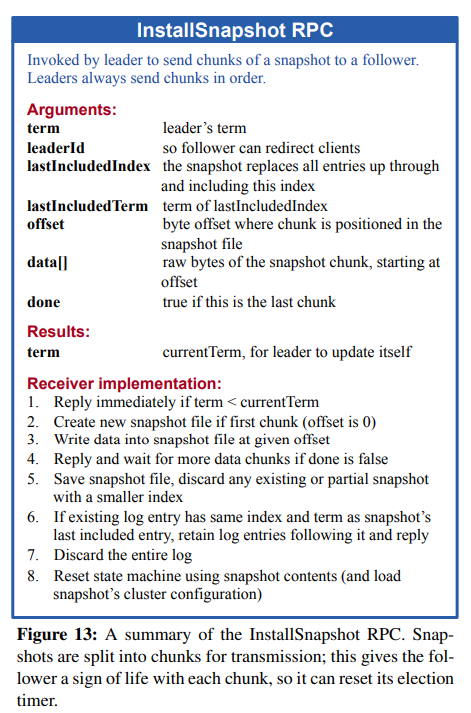 InstallSnapshot RPC
Invoked by leader to send chunks of a snapshot to a follower.
Leaders always send chunks in order.
Arguments:
term leader's term
leaderId so follower can redirect clients
lastIncludedIndex the snapshot replaces all entries up through
and including this index
lastIncludedTerm term of lastIncludedIndex
offset byte offset where chunk is positioned in the
snapshot file
data[] raw bytes of the snapshot chunk, starting at
offset
done true if this is the last chunk
Results:
term currentTerm, for leader to update itself
Receiver implementation:
1. Reply immediately if term < currentTerm
2. Create new snapshot file if first chunk (offset is 0)
3. Write data into snapshot file at given offset
4. Reply and wait for more data chunks if done is false
5. Save snapshot file, discard any existing or partial snapshot
with a smaller index
6. If existing log entry has same index and term as snapshot's
last included entry, retain log entries following it and reply
7. Discard the entire log
8. Reset state machine using snapshot contents (and load
snapshot's cluster configuration)
Figure 13: A summary of the InstallSnapshot RPC. Snap-
shots are split into chunks for transmission; this gives the fol-
lower a sign of life with each chunk, so it can reset its election
timer.